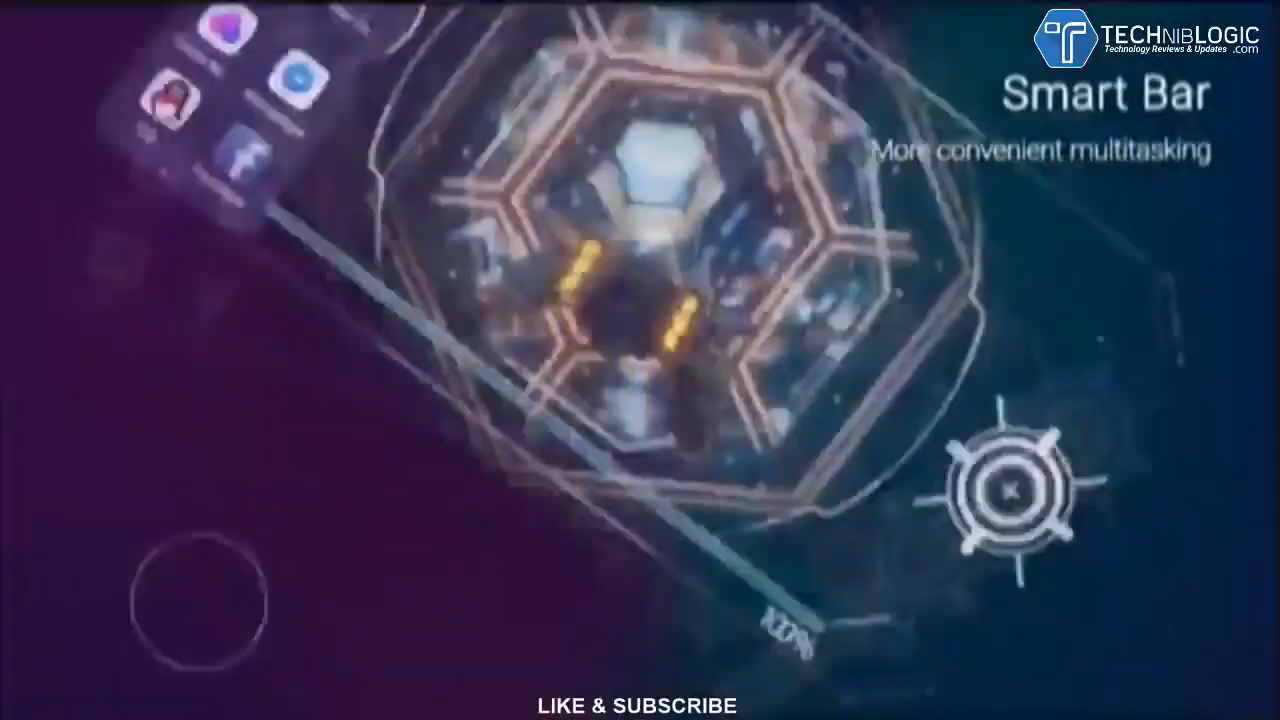 TECHNIBLOGIC
Technology Reviews & Updates .com
Smart Bar
More convenient multitasking
LIKE & SUBSCRIBE